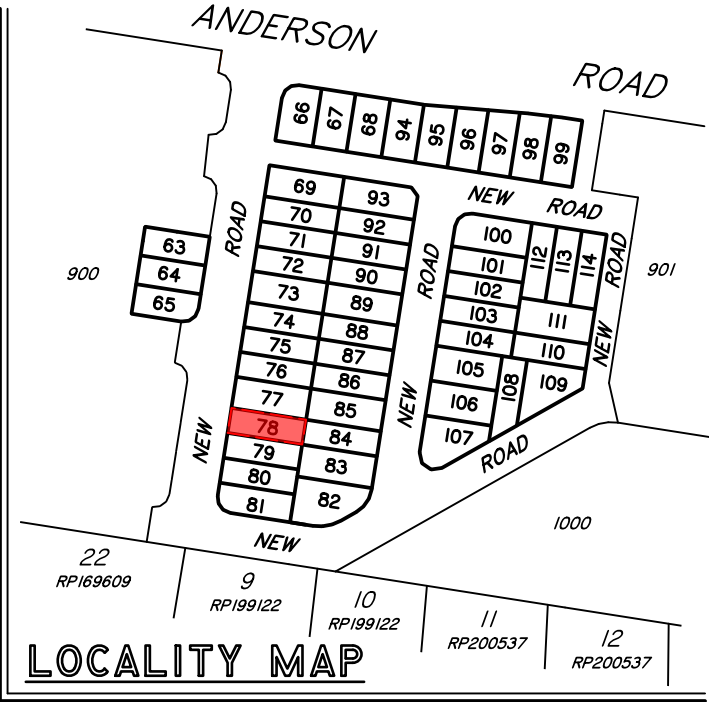 ANDERSON
ROAD
66 67 68 94 95 96 97 98 99
NEW ROAD
69 93
70 92
71 91
72 90
73 89
74 88
75 87
76 86
77 85
78 84
79 83
80 82
81
63
64
65
900
ROAD
NEW
ROAD
NEW
100 112 113 114
101
102
103 111
104 110
105 108 109
106
107
ROAD
NEW
901
ROAD
NEW
1000
22
RP169609
9
RP199122
10
RP199122
11
RP200537
12
RP200537
LOCALITY MAP